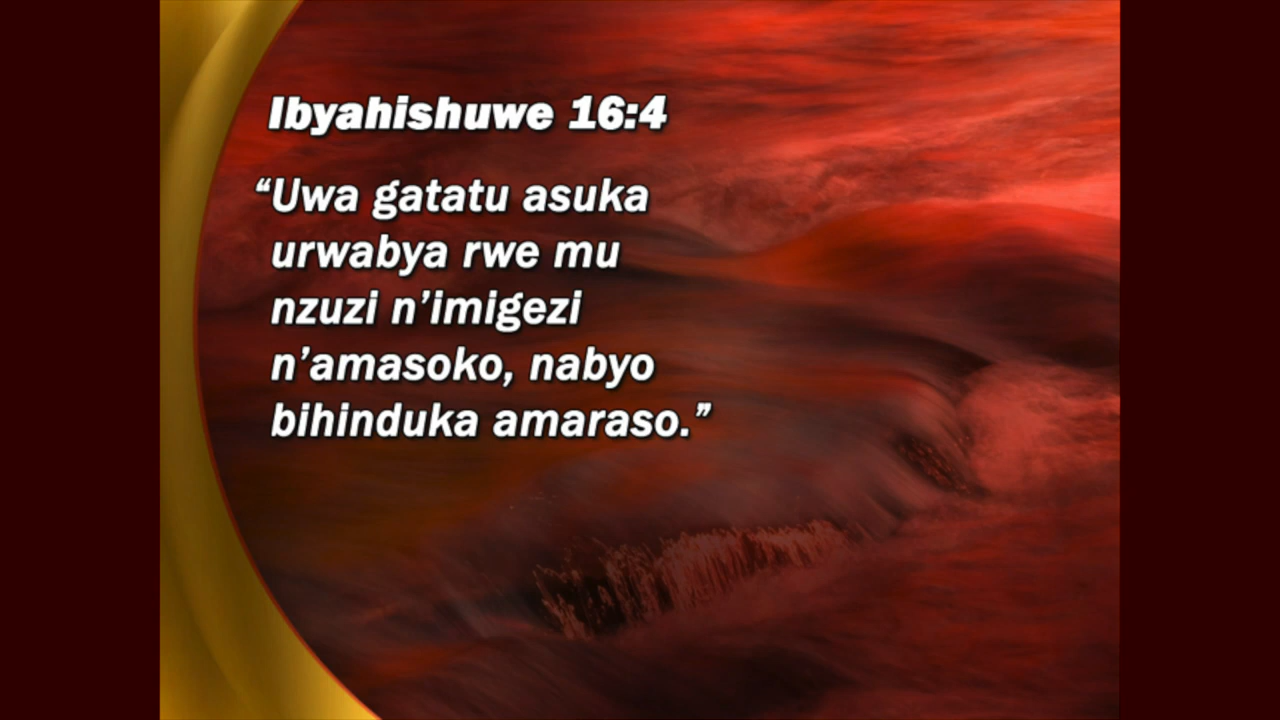 Ibyahishuwe 16:4
“Uwa gatatu asuka
urwabya rwe mu
nzuzi n’imigezi
n’amasoko, nabyo
bihinduka amaraso.”